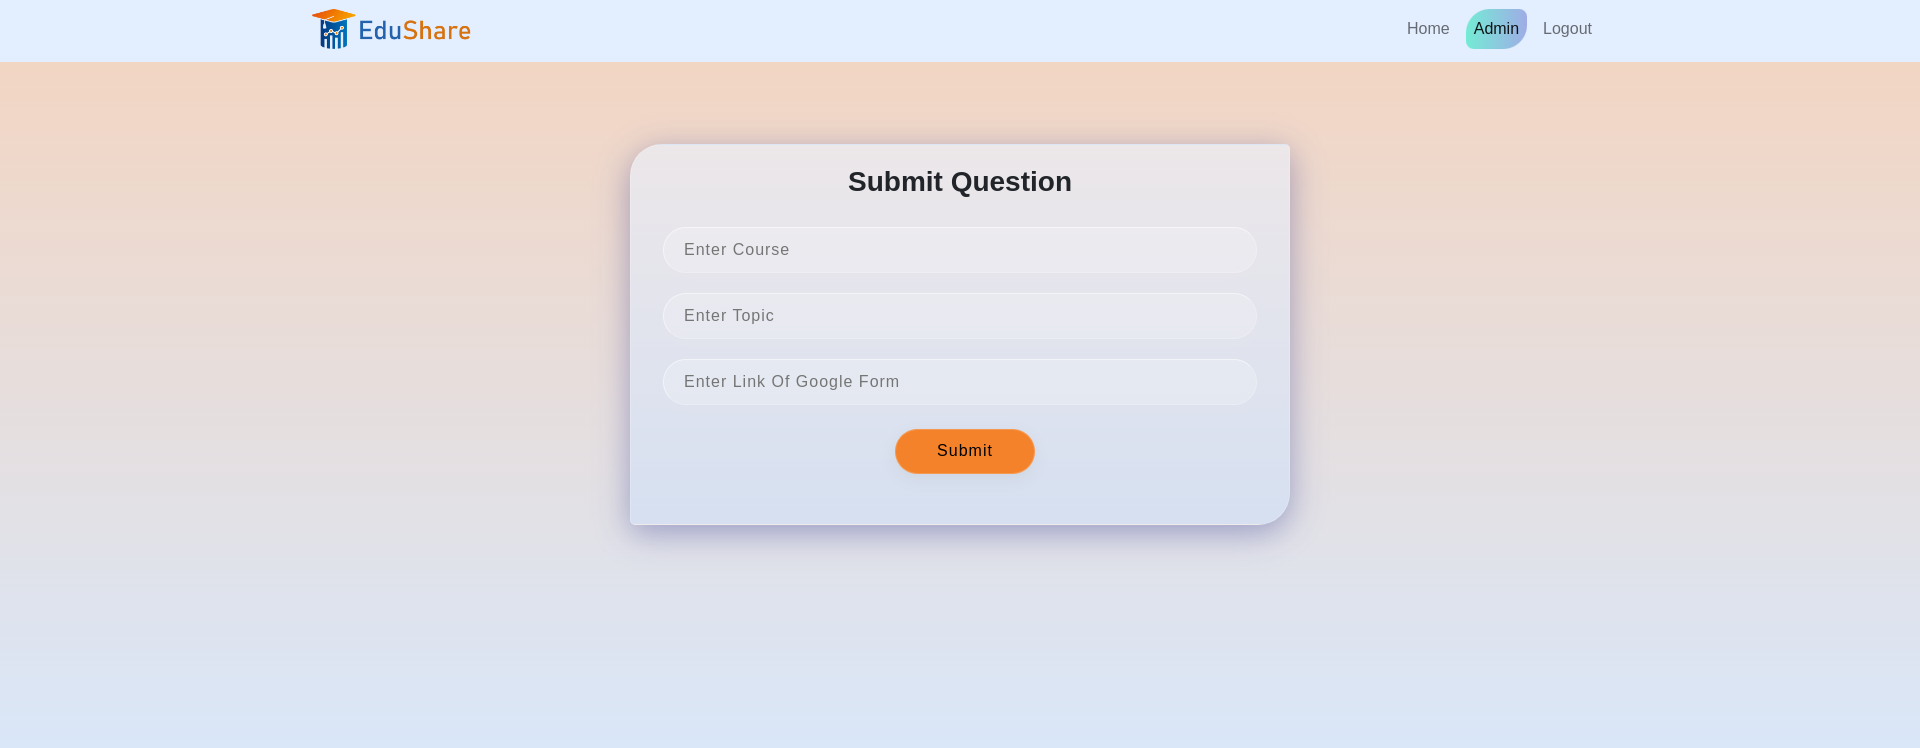 EduShare
Home Admin Logout
Submit Question
Enter Course
Enter Topic
Enter Link Of Google Form
Submit